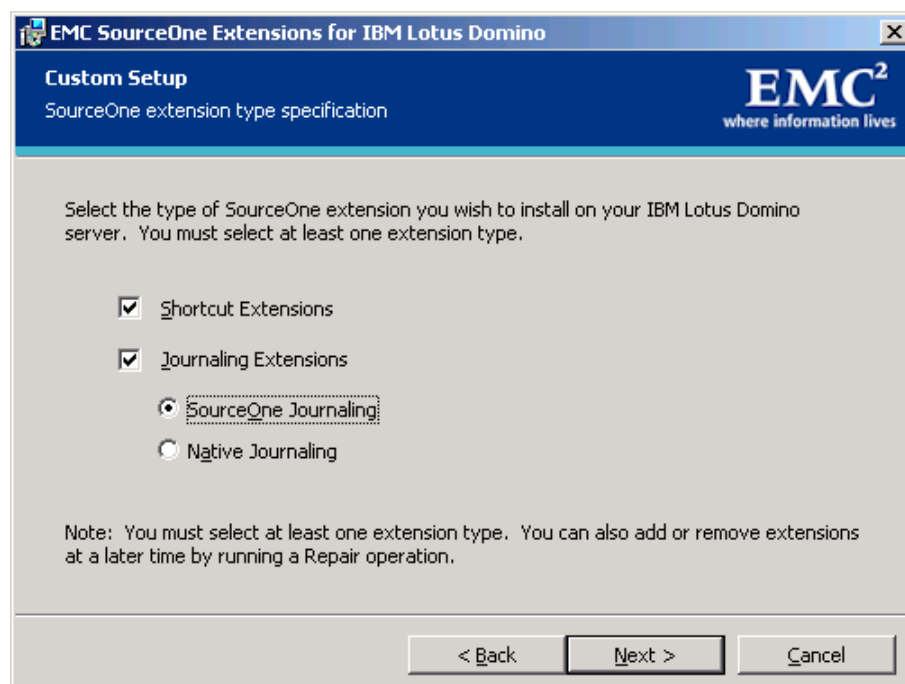 EMC SourceOne Extensions for IBM Lotus Domino
Custom Setup
SourceOne extension type specification
EMC²
where information lives
Select the type of SourceOne extension you wish to install on your IBM Lotus Domino
server.  You must select at least one extension type.
Shortcut Extensions
Journaling Extensions
SourceOne Journaling
Native Journaling
Note:  You must select at least one extension type.  You can also add or remove extensions
at a later time by running a Repair operation.
< Back
Next >
Cancel